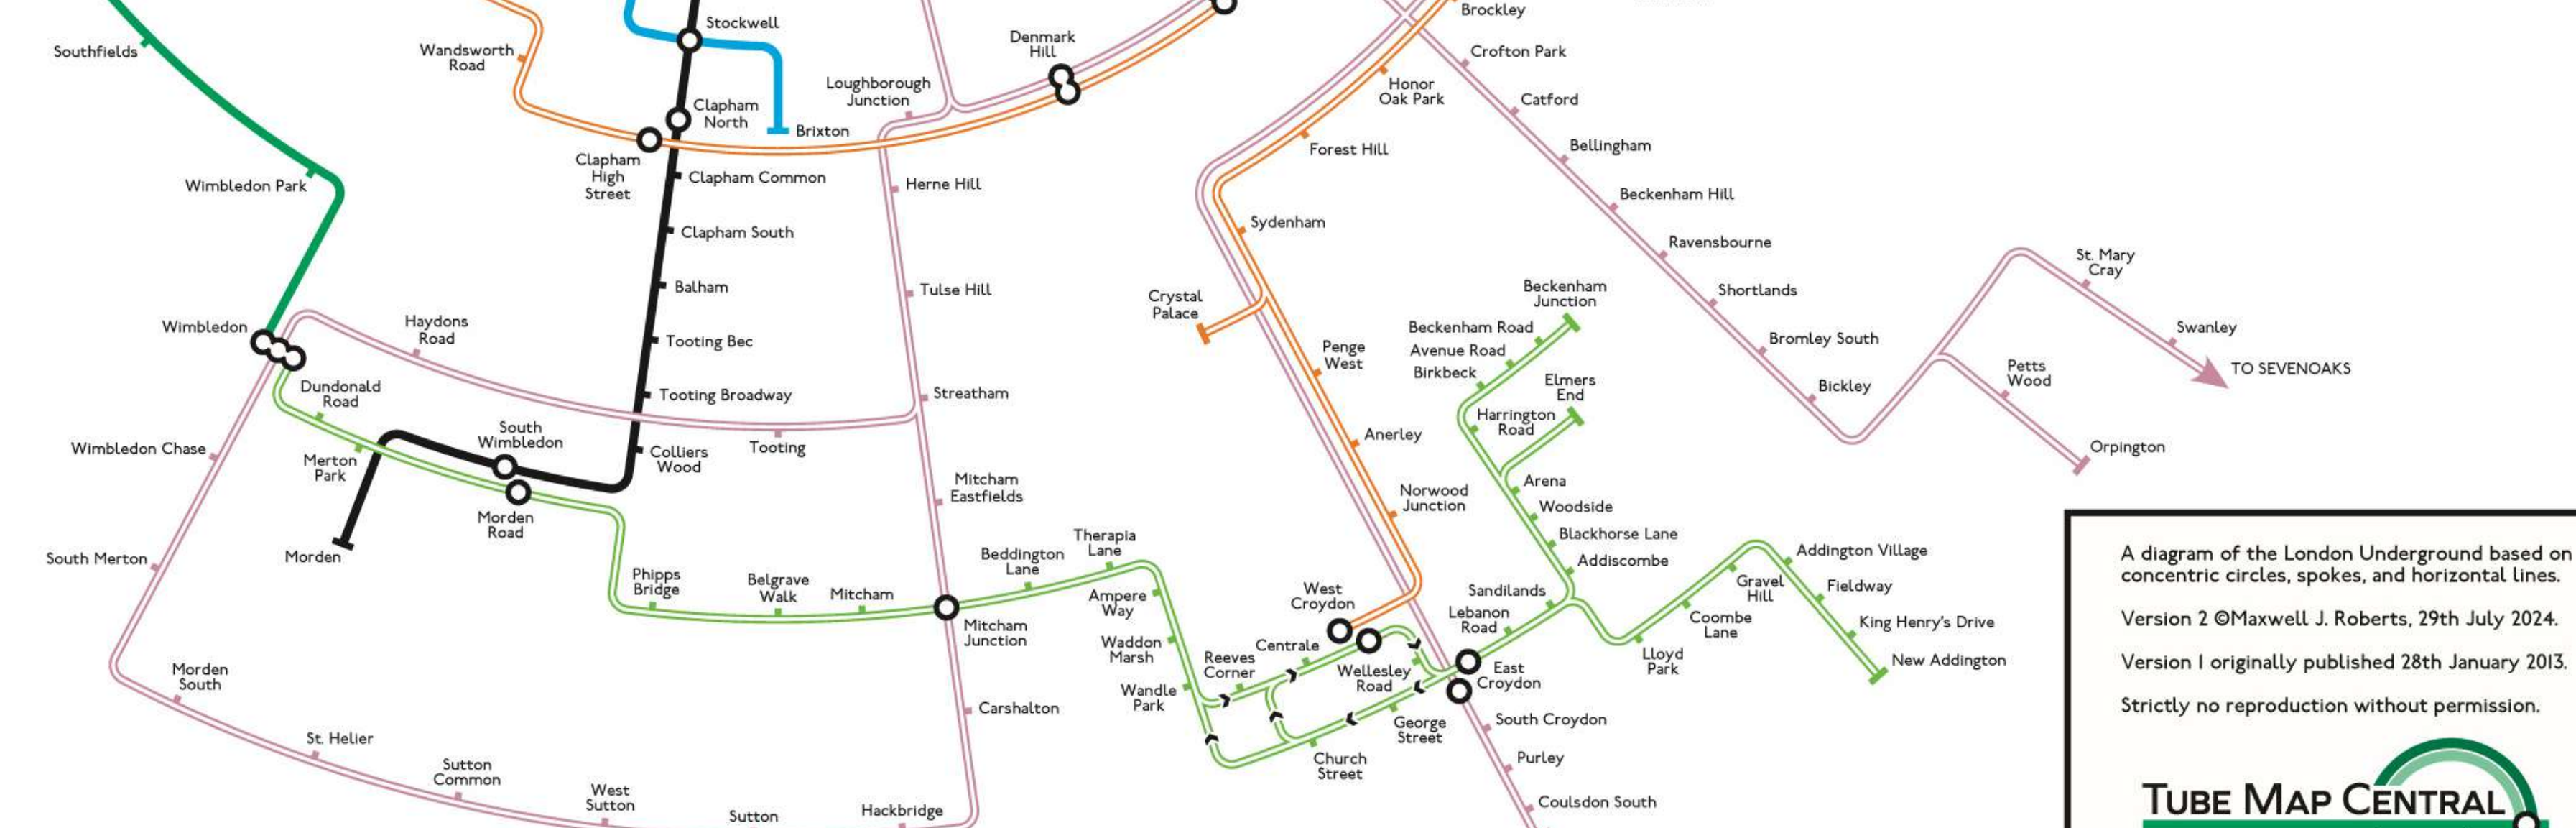 Southfields
Wandsworth
Road
Stockwell
Clapham
North
Brixton
Clapham
High
Street
Loughborough
Junction
Denmark
Hill
Brockley
Crofton Park
Honor
Oak Park
Catford
Forest Hill
Bellingham
Wimbledon Park
Clapham Common
Herne Hill
Beckenham Hill
Clapham South
Sydenham
Ravensbourne
St. Mary
Cray
Balham
Tulse Hill
Crystal
Palace
Beckenham
Junction
Shortlands
Wimbledon
Haydons
Road
Tooting Bec
Penge
West
Beckenham Road
Avenue Road
Birkbeck
Bromley South
Swanley
TO SEVENOAKS
Petts
Wood
Dundonald
Road
Tooting Broadway
Streatham
Elmers
End
Bickley
Harrington
Road
Anerley
Wimbledon Chase
South
Wimbledon
Merton
Park
Colliers
Wood
Tooting
Orpington
Mitcham
Eastfields
Norwood
Junction
Arena
Woodside
Morden
Road
Morden
Blackhorse Lane
Addiscombe
South Merton
Phipps
Bridge
Belgrave
Walk
Mitcham
Mitcham
Junction
Beddington
Lane
Therapia
Lane
Ampere
Way
Waddon
Marsh
Wandle
Park
Reeves
Corner
Centrale
West
Croydon
Wellesley
Road
Sandilands
Lebanon
Road
East
Croydon
George
Street
Church
Street
Lloyd
Park
Coombe
Lane
Gravel
Hill
Addington Village
Fieldway
King Henry's Drive
New Addington
Morden
South
St. Helier
Sutton
Common
West
Sutton
Sutton
Hackbridge
Carshalton
South Croydon
Purley
Coulsdon South
A diagram of the London Underground based on
concentric circles, spokes, and horizontal lines.
Version 2 ©Maxwell J. Roberts, 29th July 2024.
Version 1 originally published 28th January 2013.
Strictly no reproduction without permission.
TUBE MAP CENTRAL